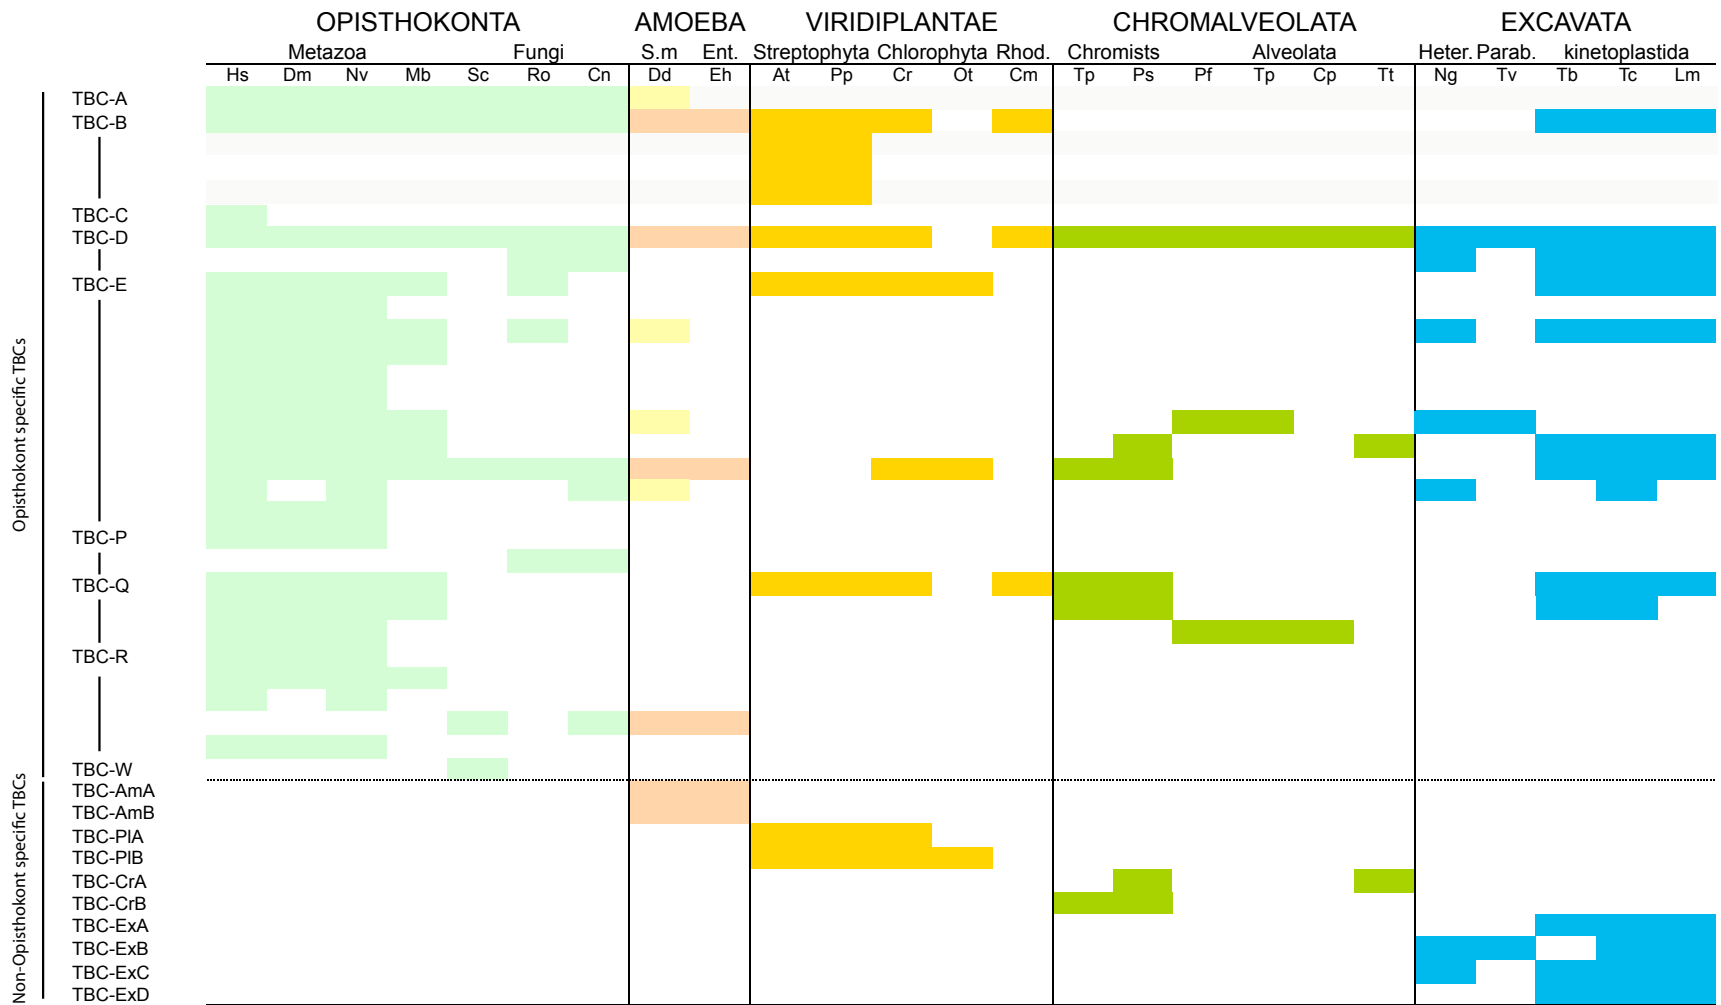 OPISTHOKONTA AMOEBA VIRIDIPLANTAE CHROMALVEOLATA EXCAVATA
Metazoa Fungi S.m Ent. Streptophyta Chlorophyta Rhod. Chromists Alveolata Heter. Parab. kinetoplastida
Hs Dm Nv Mb Sc Ro Cn Dd Eh At Pp Cr Ot Cm Tp Ps Pf Tp Cp Tt Ng Tv Tb Tc Lm
TBC-A
TBC-B
TBC-C
TBC-D
TBC-E
Opisthokont specific TBCs
TBC-P
TBC-Q
TBC-R
TBC-W
Non-Opisthokont specific TBCs
TBC-AmA
TBC-AmB
TBC-PlA
TBC-PlB
TBC-CrA
TBC-CrB
TBC-ExA
TBC-ExB
TBC-ExC
TBC-ExD